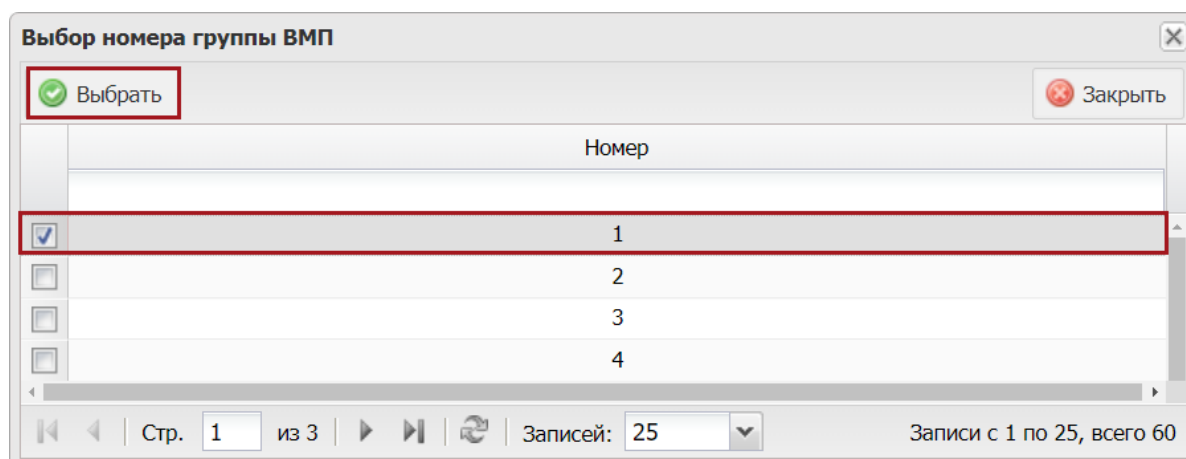 Выбор номера группы ВМП
Выбрать Закрыть
Номер
1
2
3
4
Стр. 1 из 3 Записей: 25 Записи с 1 по 25, всего 60